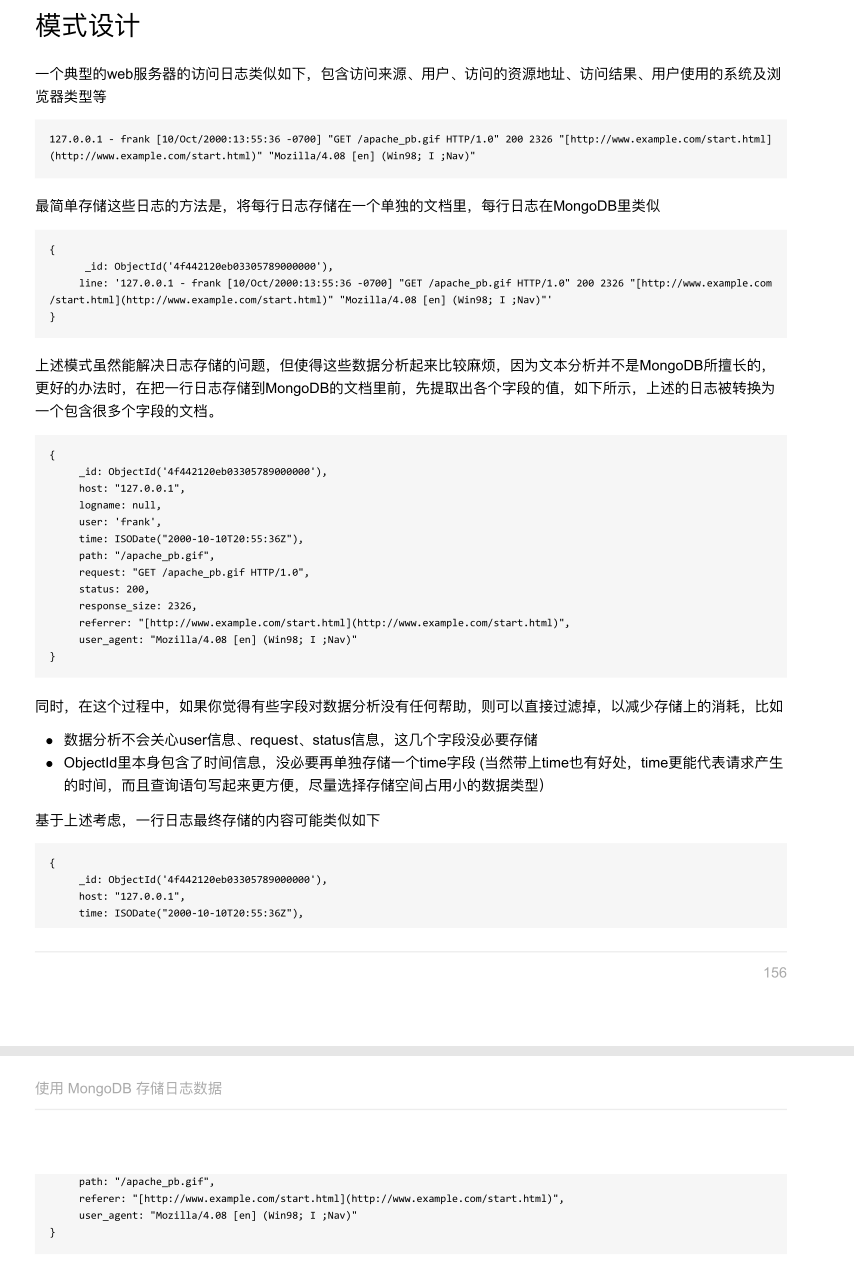 模式设计
一个典型的web服务器的访问日志类似如下，包含访问来源、用户、访问的资源地址、访问结果、用户使用的系统及浏
览器类型等
127.0.0.1 - frank [10/Oct/2000:13:55:36 -0700] "GET /apache_pb.gif HTTP/1.0" 200 2326 "[http://www.example.com/start.html]
(http://www.example.com/start.html)" "Mozilla/4.08 [en] (Win98; I ;Nav)"
最简单存储这些日志的方法是，将每行日志存储在一个单独的文档里，每行日志在MongoDB里类似
{
_id: ObjectId('4f442120eb03305789000000'),
line: '127.0.0.1 - frank [10/Oct/2000:13:55:36 -0700] "GET /apache_pb.gif HTTP/1.0" 200 2326 "[http://www.example.com
/start.html](http://www.example.com/start.html)" "Mozilla/4.08 [en] (Win98; I ;Nav)"'
}
上述模式虽然能解决日志存储的问题，但使得这些数据分析起来比较麻烦，因为文本分析并不是MongoDB所擅长的，
更好的办法时，在把一行日志存储到MongoDB的文档里前，先提取出各个字段的值，如下所示，上述的日志被转换为
一个包含很多个字段的文档。
{
_id: ObjectId('4f442120eb03305789000000'),
host: "127.0.0.1",
logname: null,
user: 'frank',
time: ISODate("2000-10-10T20:55:36Z"),
path: "/apache_pb.gif",
request: "GET /apache_pb.gif HTTP/1.0",
status: 200,
response_size: 2326,
referrer: "[http://www.example.com/start.html](http://www.example.com/start.html)",
user_agent: "Mozilla/4.08 [en] (Win98; I ;Nav)"
}
同时，在这个过程中，如果你觉得有些字段对数据分析没有任何帮助，则可以直接过滤掉，以减少存储上的消耗，比如
● 数据分析不会关心user信息、request、status信息，这几个字段没必要存储
● ObjectId里本身包含了时间信息，没必要再单独存储一个time字段 (当然带上time也有好处，time更能代表请求产生
的时间，而且查询语句写起来更方便，尽量选择存储空间占用小的数据类型）
基于上述考虑，一行日志最终存储的内容可能类似如下
{
_id: ObjectId('4f442120eb03305789000000'),
host: "127.0.0.1",
time: ISODate("2000-10-10T20:55:36Z"),
156
使用 MongoDB 存储日志数据
path: "/apache_pb.gif",
referer: "[http://www.example.com/start.html](http://www.example.com/start.html)",
user_agent: "Mozilla/4.08 [en] (Win98; I ;Nav)"
}